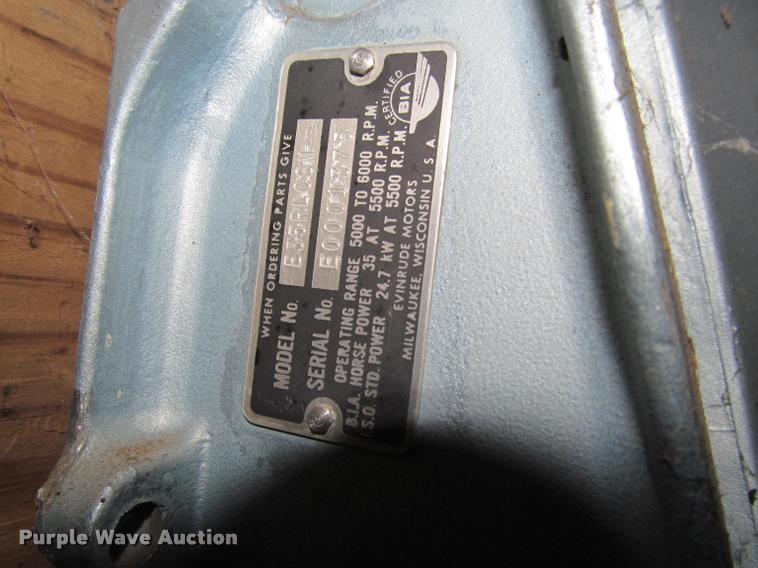 WHEN ORDERING PARTS GIVE
MODEL No.
SERIAL No.
OPERATING RANGE 5000 TO 6000 R.P.M.
B.I.A. HORSE POWER 35 AT 5500 R.P.M.
I.S.O. STD. POWER 24.7 kW AT 5500 R.P.M.
EVINRUDE MOTORS
MILWAUKEE, WISCONSIN U. S. A.
CERTIFIED
BIA
Purple Wave Auction